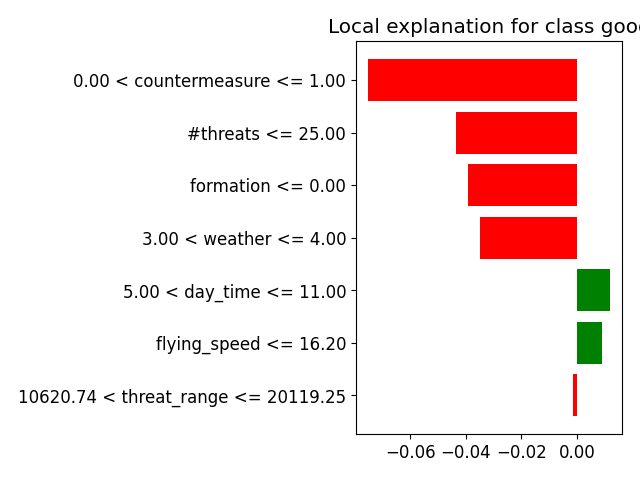 Local explanation for class good
0.00 < countermeasure <= 1.00
#threats <= 25.00
formation <= 0.00
3.00 < weather <= 4.00
5.00 < day_time <= 11.00
flying_speed <= 16.20
10620.74 < threat_range <= 20119.25
−0.06 −0.04 −0.02 0.00